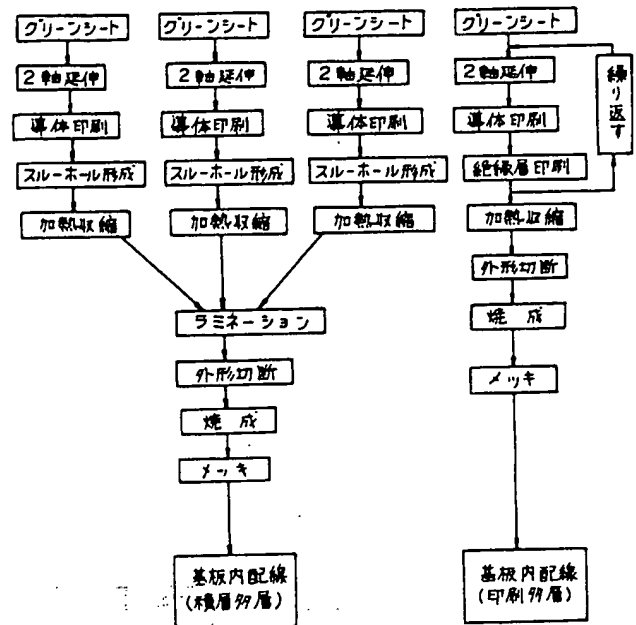 グリーンシート
2軸延伸
導体印刷
スルーホール形成
加熱収縮
グリーンシート
2軸延伸
導体印刷
スルーホール形成
加熱収縮
グリーンシート
2軸延伸
導体印刷
スルーホール形成
加熱収縮
ラミネーション
外形切断
焼成
メッキ
基板内配線
(積層多層)
グリーンシート
2軸延伸
導体印刷
絶縁層印刷
繰り返す
加熱収縮
外形切断
焼成
メッキ
基板内配線
(印刷多層)